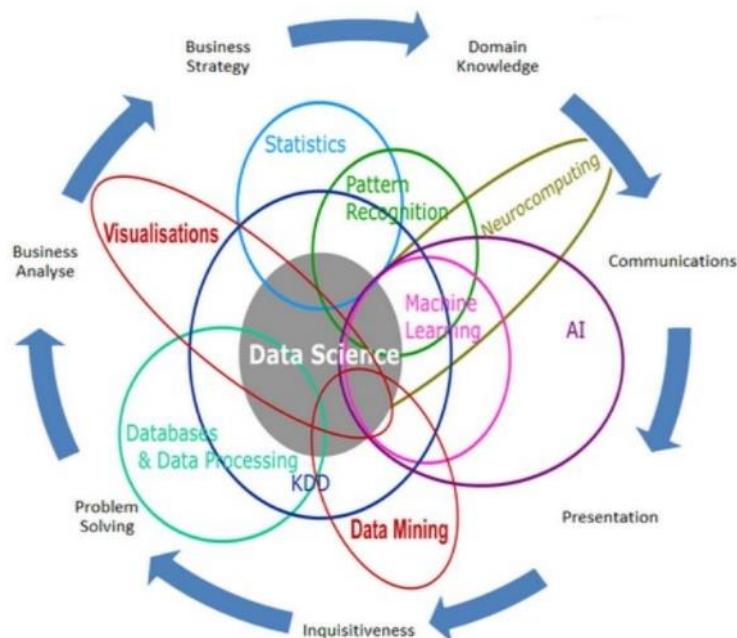 Business
Strategy
Domain
Knowledge
Statistics
Pattern
Recognition
Neurocomputing
Visualisations
Business
Analyse
Communications
Machine
Learning
AI
Data Science
Databases
& Data Processing
KDD
Problem
Solving
Data Mining
Presentation
Inquisitiveness